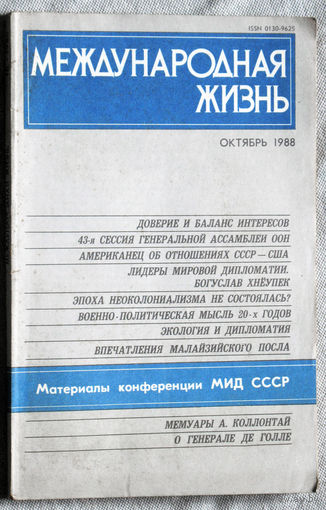 ISSN 0130-9625
МЕЖДУНАРОДНАЯ
ЖИЗНЬ
ОКТЯБРЬ 1988
ДОВЕРИЕ И БАЛАНС ИНТЕРЕСОВ
43-я СЕССИЯ ГЕНЕРАЛЬНОЙ АССАМБЛЕИ ООН
АМЕРИКАНЕЦ ОБ ОТНОШЕНИЯХ СССР — США
ЛИДЕРЫ МИРОВОЙ ДИПЛОМАТИИ.
БОГУСЛАВ ХНЁУПЕК
ЭПОХА НЕОКОЛОНИАЛИЗМА НЕ СОСТОЯЛАСЬ?
ВОЕННО-ПОЛИТИЧЕСКАЯ МЫСЛЬ 20-х ГОДОВ
ЭКОЛОГИЯ И ДИПЛОМАТИЯ
ВПЕЧАТЛЕНИЯ МАЛАЙЗИЙСКОГО ПОСЛА
Материалы конференции МИД СССР
МЕМУАРЫ А. КОЛЛОНТАЙ
О ГЕНЕРАЛЕ ДЕ ГОЛЛЕ